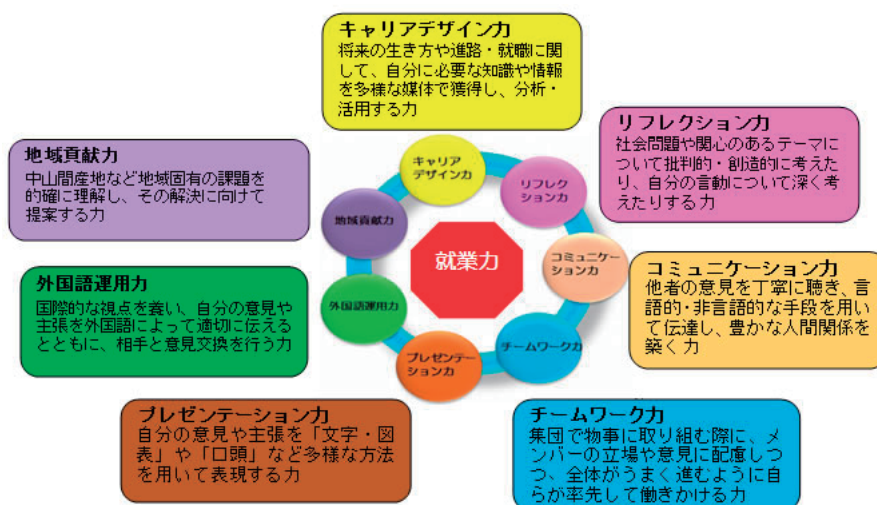 キャリアデザイン力
将来の生き方や進路・就職に関
して、自分に必要な知識や情報
を多様な媒体で獲得し、分析・
活用する力
リフレクション力
社会問題や関心のあるテーマ
について批判的・創造的に考えた
り、自分の言動について深く考
えたりする力
地域貢献力
中山間産地など地域固有の課題を
的確に理解し、その解決に向けて
提案する力
キャリア
デザイン力
リフレク
ション力
地域貢献力
就業力
コミュニケー
ション力
外国語運用力
チームワーク力
プレゼンテー
ション力
外国語運用力
国際的な視点を養い、自分の意見や
主張を外国語によって適切に伝える
とともに、相手と意見交換を行う力
コミュニケーション力
他者の意見を丁寧に聴き、言
語的・非言語的な手段を用い
て伝達し、豊かな人間関係を
築く力
プレゼンテーション力
自分の意見や主張を「文字・図
表」や「口頭」など多様な方法
を用いて表現する力
チームワーク力
集団で物事に取り組む際に、メ
ンバーの立場や意見に配慮しつ
つ、全体がうまく進むように自
らが率先して働きかける力